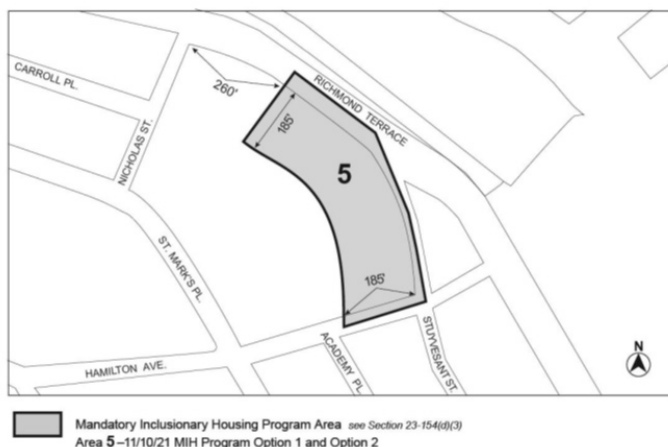 CARROLL PL.
NICHOLAS ST.
260'
185'
RICHMOND TERRACE
5
ST. MARK'S PL.
185'
HAMILTON AVE.
ACADEMY PL.
STUYVESANT ST.
N
Mandatory Inclusionary Housing Program Area see Section 23-154(d)(3)
Area 5 –11/10/21 MIH Program Option 1 and Option 2